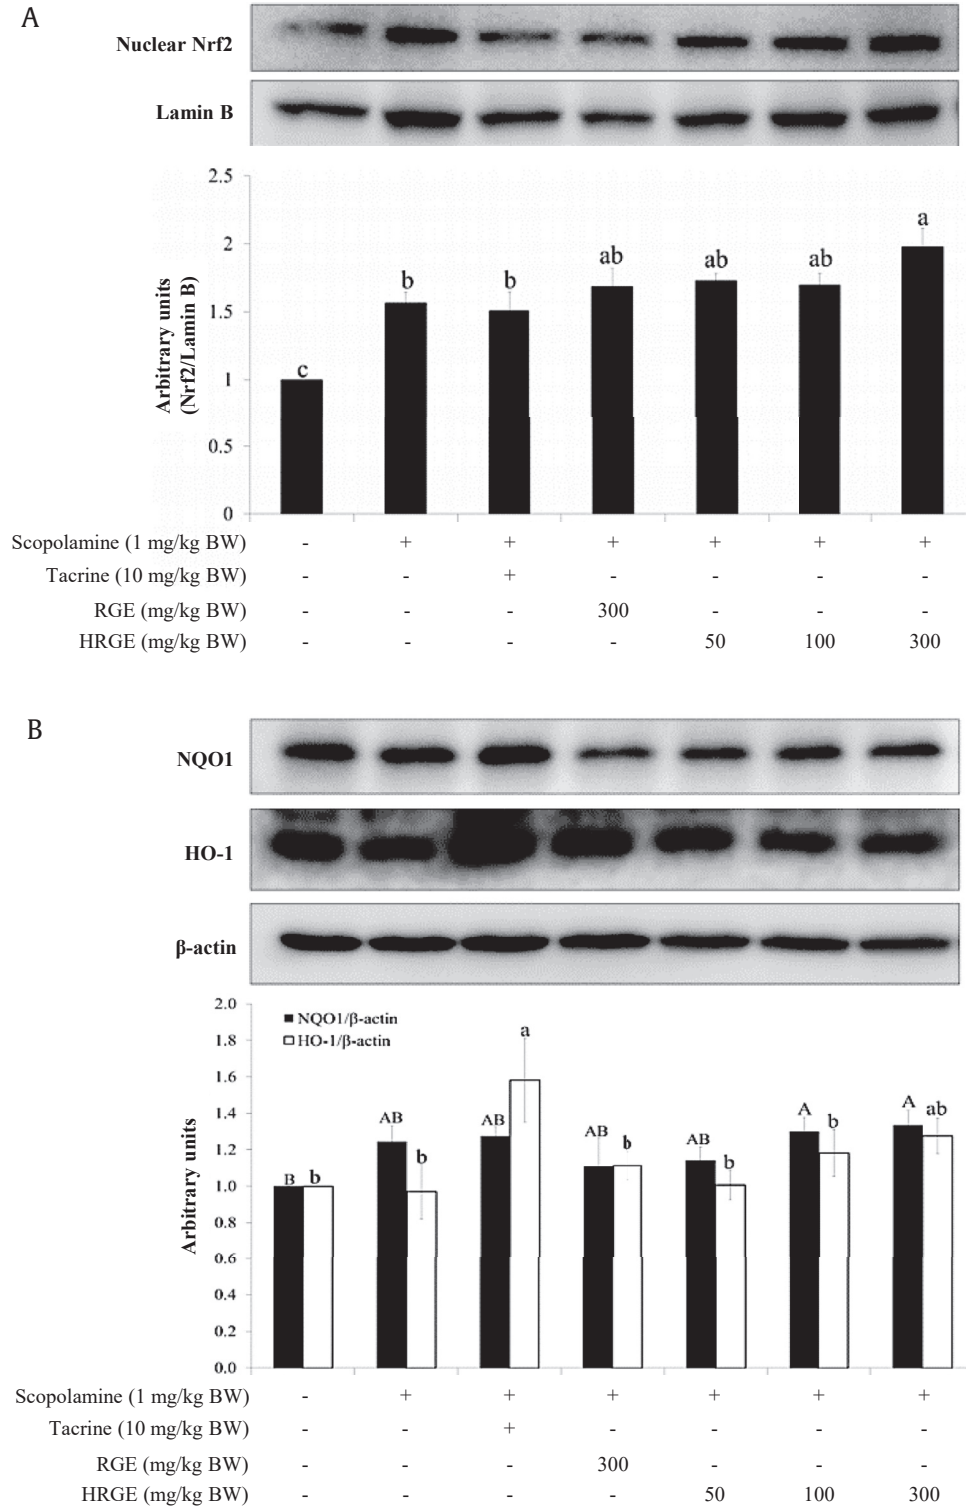 A
Nuclear Nrf2
Lamin B
2.5
2
1.5
1
0.5
0
Arbitrary units
(Nrf2/Lamin B)
c
b
b
ab
ab
ab
a
Scopolamine (1 mg/kg BW) - + + + + + +
Tacrine (10 mg/kg BW) - - + - - - -
RGE (mg/kg BW) - - - 300 - - -
HRGE (mg/kg BW) - - - - 50 100 300
B
NQO1
HO-1
β-actin
2.0
1.8
1.6
1.4
1.2
1.0
0.8
0.6
0.4
0.2
0.0
Arbitrary units
NQO1/β-actin
HO-1/β-actin
B b
AB b
AB a
AB b
AB b
A b
A ab
Scopolamine (1 mg/kg BW) - + + + + + +
Tacrine (10 mg/kg BW) - - + - - - -
RGE (mg/kg BW) - - - 300 - - -
HRGE (mg/kg BW) - - - - 50 100 300